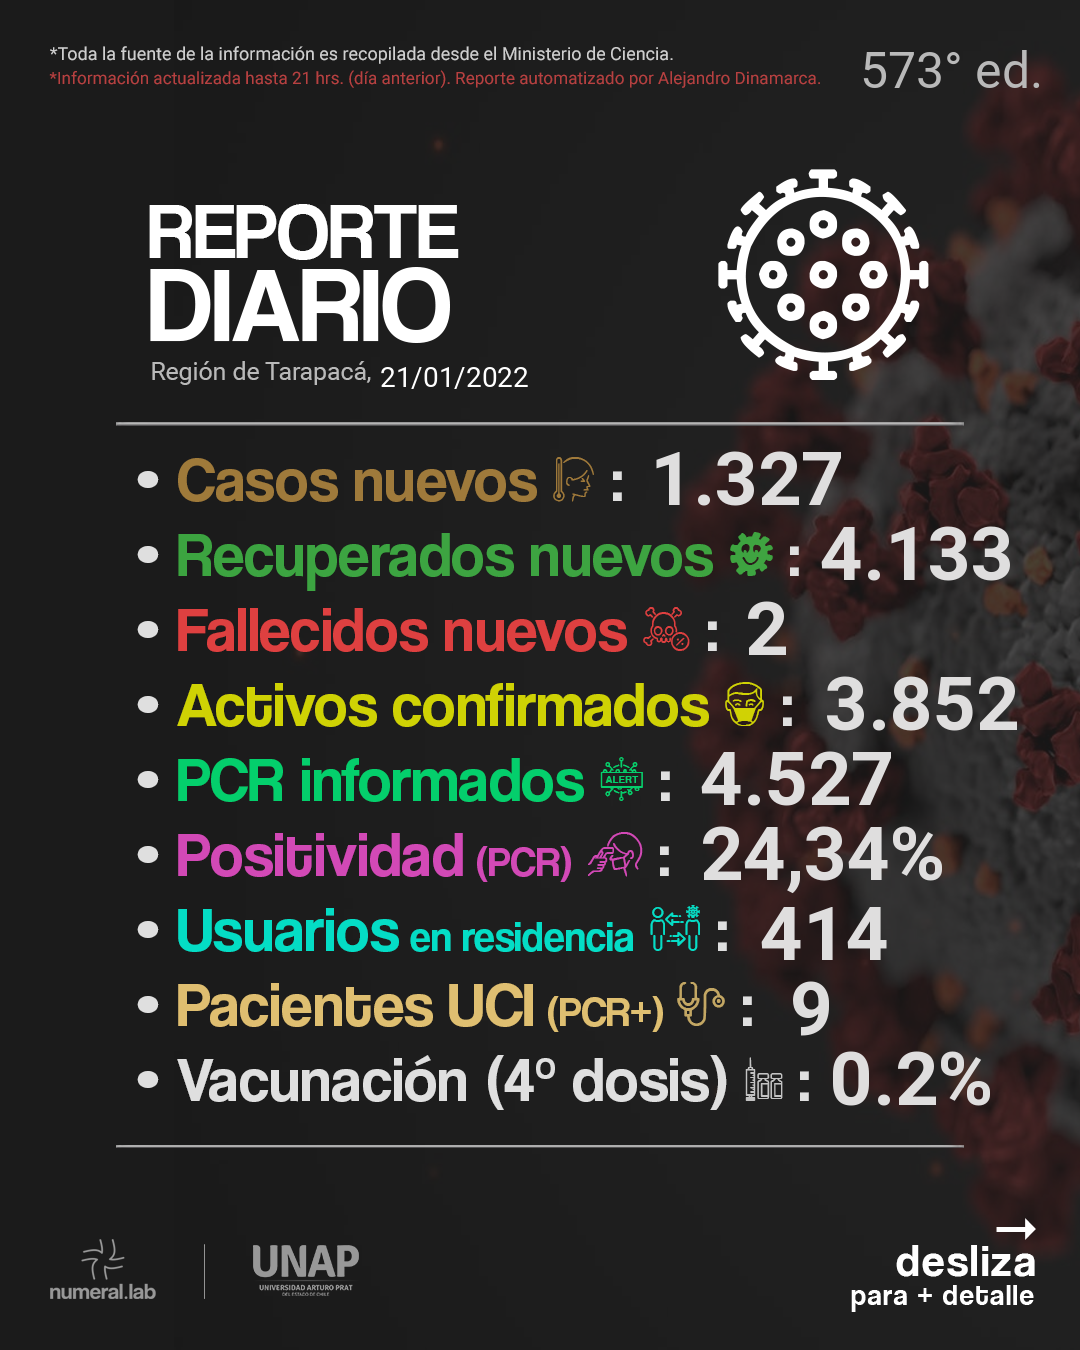 *Toda la fuente de la información es recopilada desde el Ministerio de Ciencia.
*Información actualizada hasta 21 hrs. (día anterior). Reporte automatizado por Alejandro Dinamarca.
573° ed.
REPORTE
DIARIO
Región de Tarapacá, 21/01/2022
• Casos nuevos : 1.327
• Recuperados nuevos : 4.133
• Fallecidos nuevos : 2
• Activos confirmados : 3.852
• PCR informados ALERT : 4.527
• Positividad (PCR) : 24,34%
• Usuarios en residencia : 414
• Pacientes UCI (PCR+) : 9
• Vacunación (4º dosis) : 0.2%
numeral.lab
UNAP
UNIVERSIDAD ARTURO PRAT
DEL ESTADO DE CHILE
desliza
para + detalle